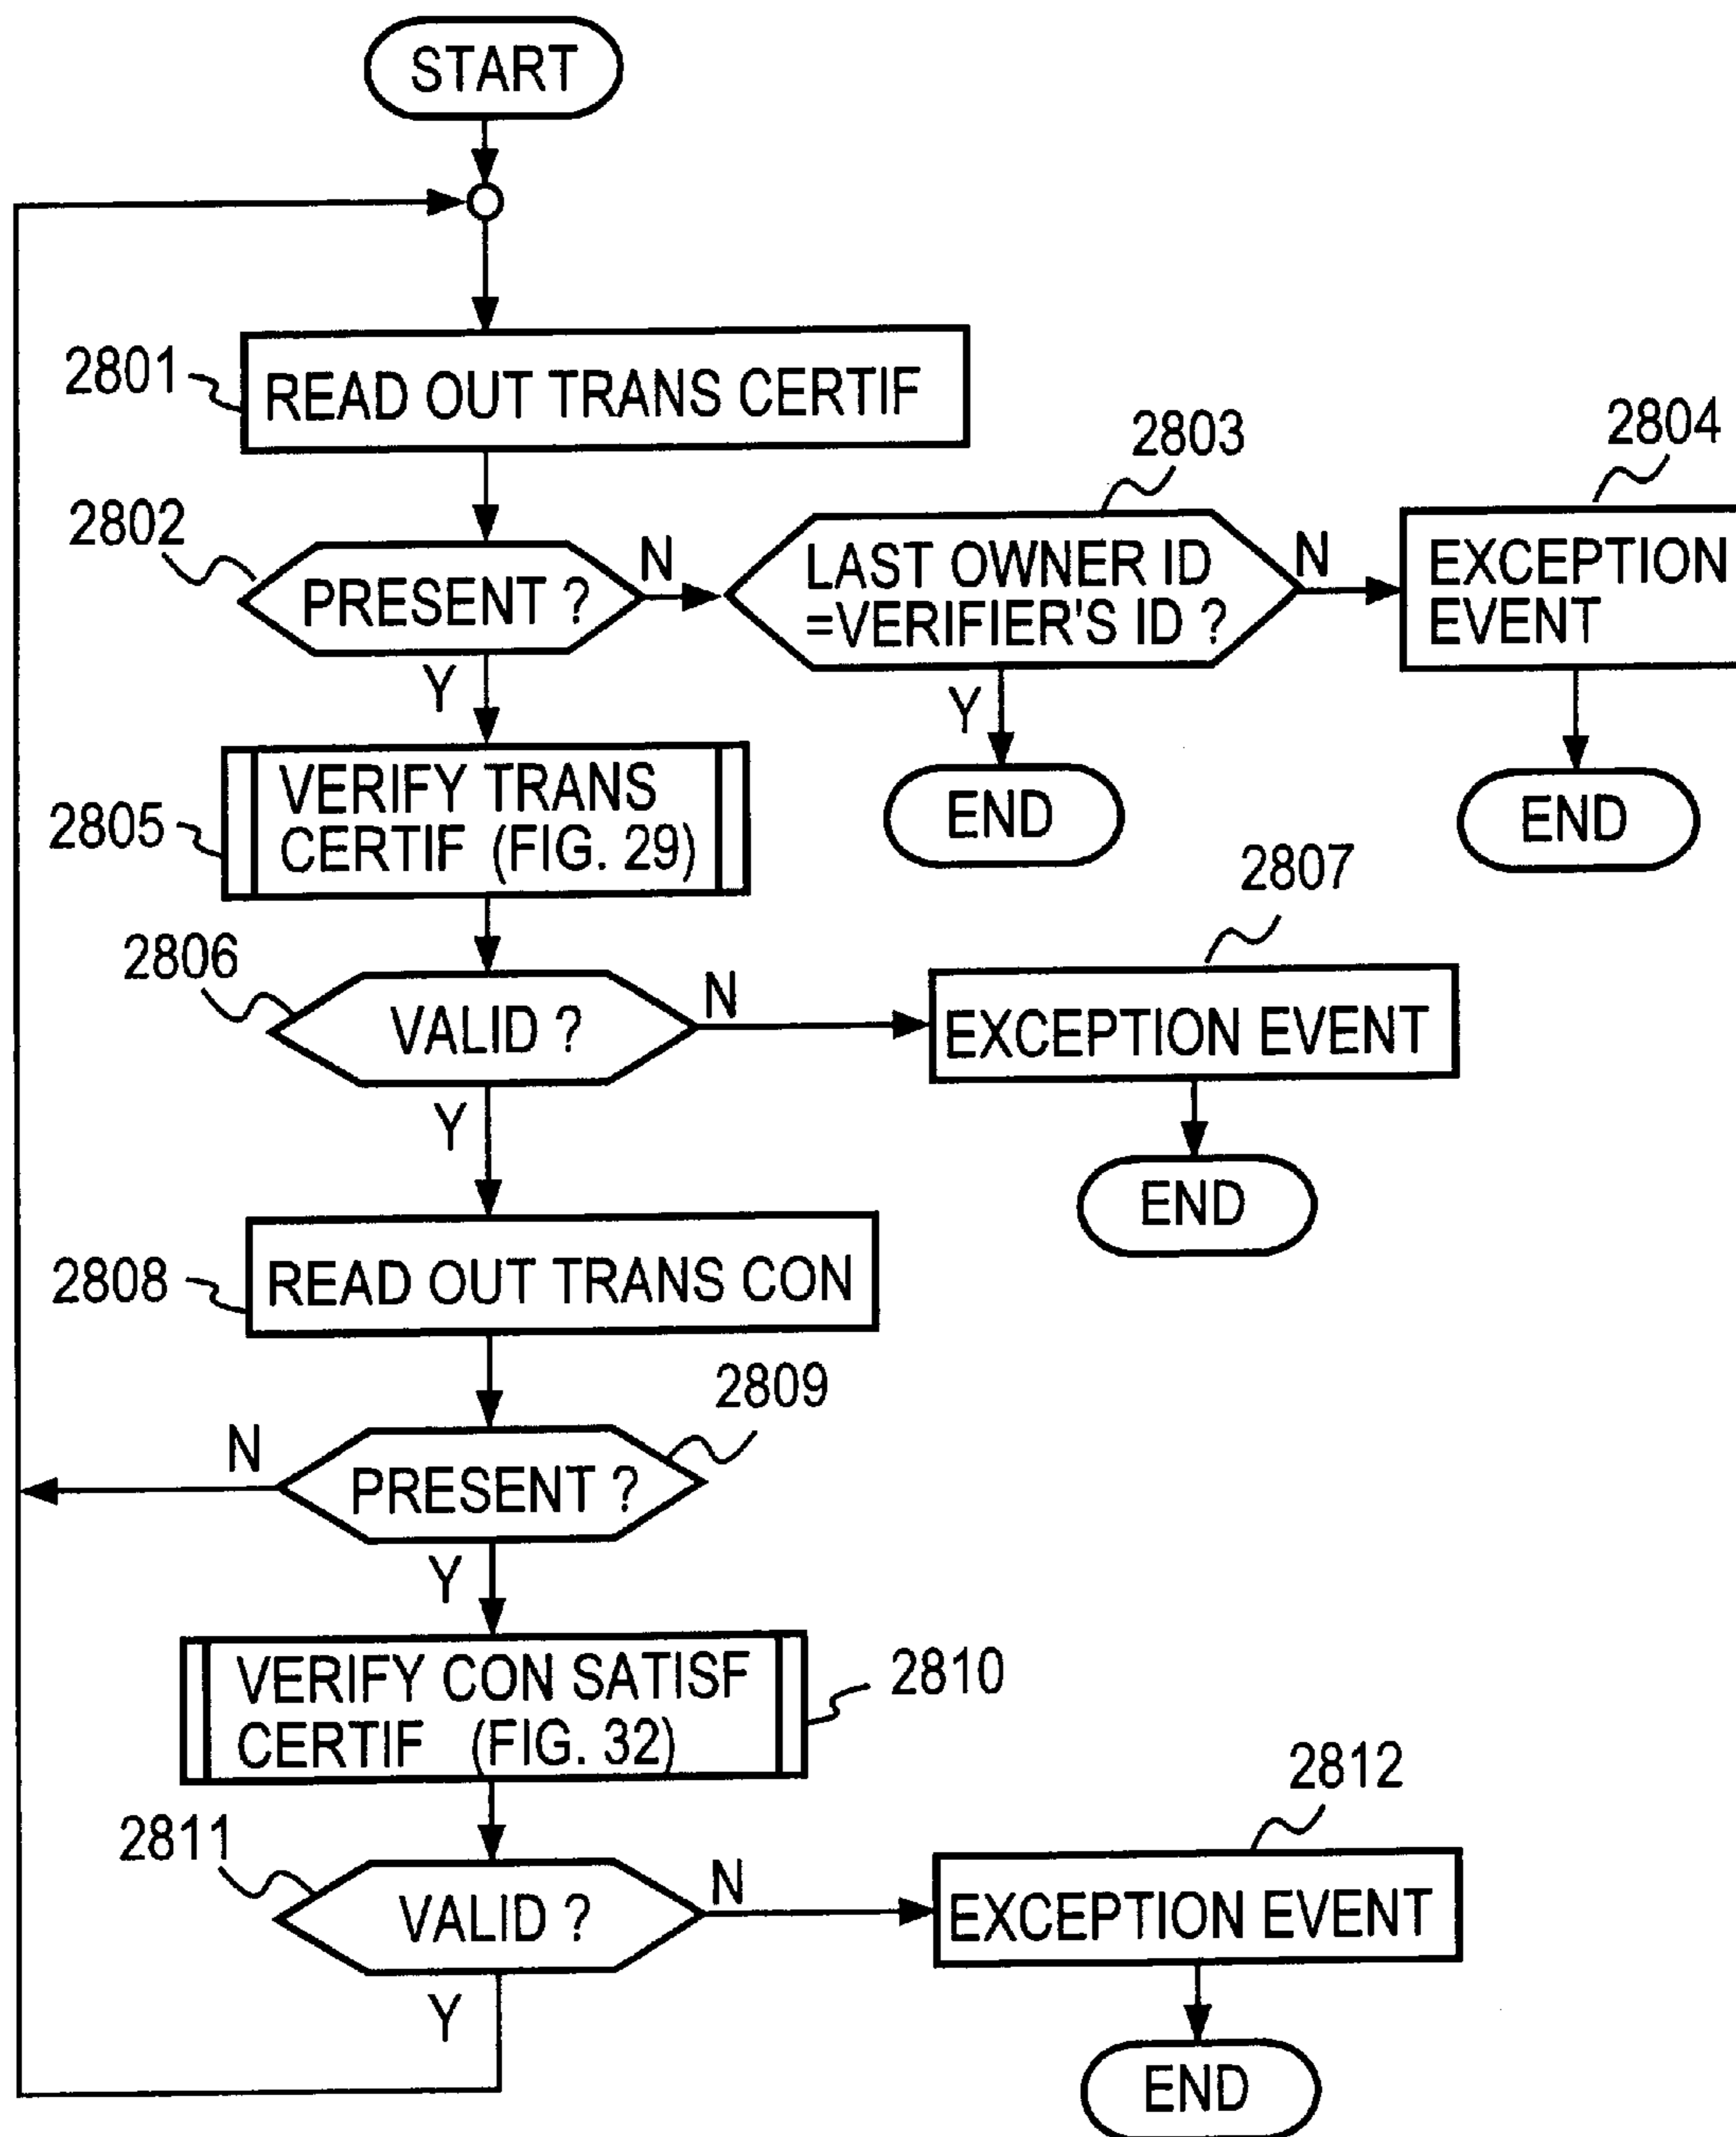 START
2801
READ OUT TRANS CERTIF
2802
PRESENT ?
N
Y
2803
LAST OWNER ID
=VERIFIER'S ID ?
N
Y
END
2804
EXCEPTION
EVENT
END
2805
VERIFY TRANS
CERTIF (FIG. 29)
2806
VALID ?
N
Y
2807
EXCEPTION EVENT
END
2808
READ OUT TRANS CON
2809
PRESENT ?
N
Y
2810
VERIFY CON SATISF
CERTIF (FIG. 32)
2811
VALID ?
N
Y
2812
EXCEPTION EVENT
END